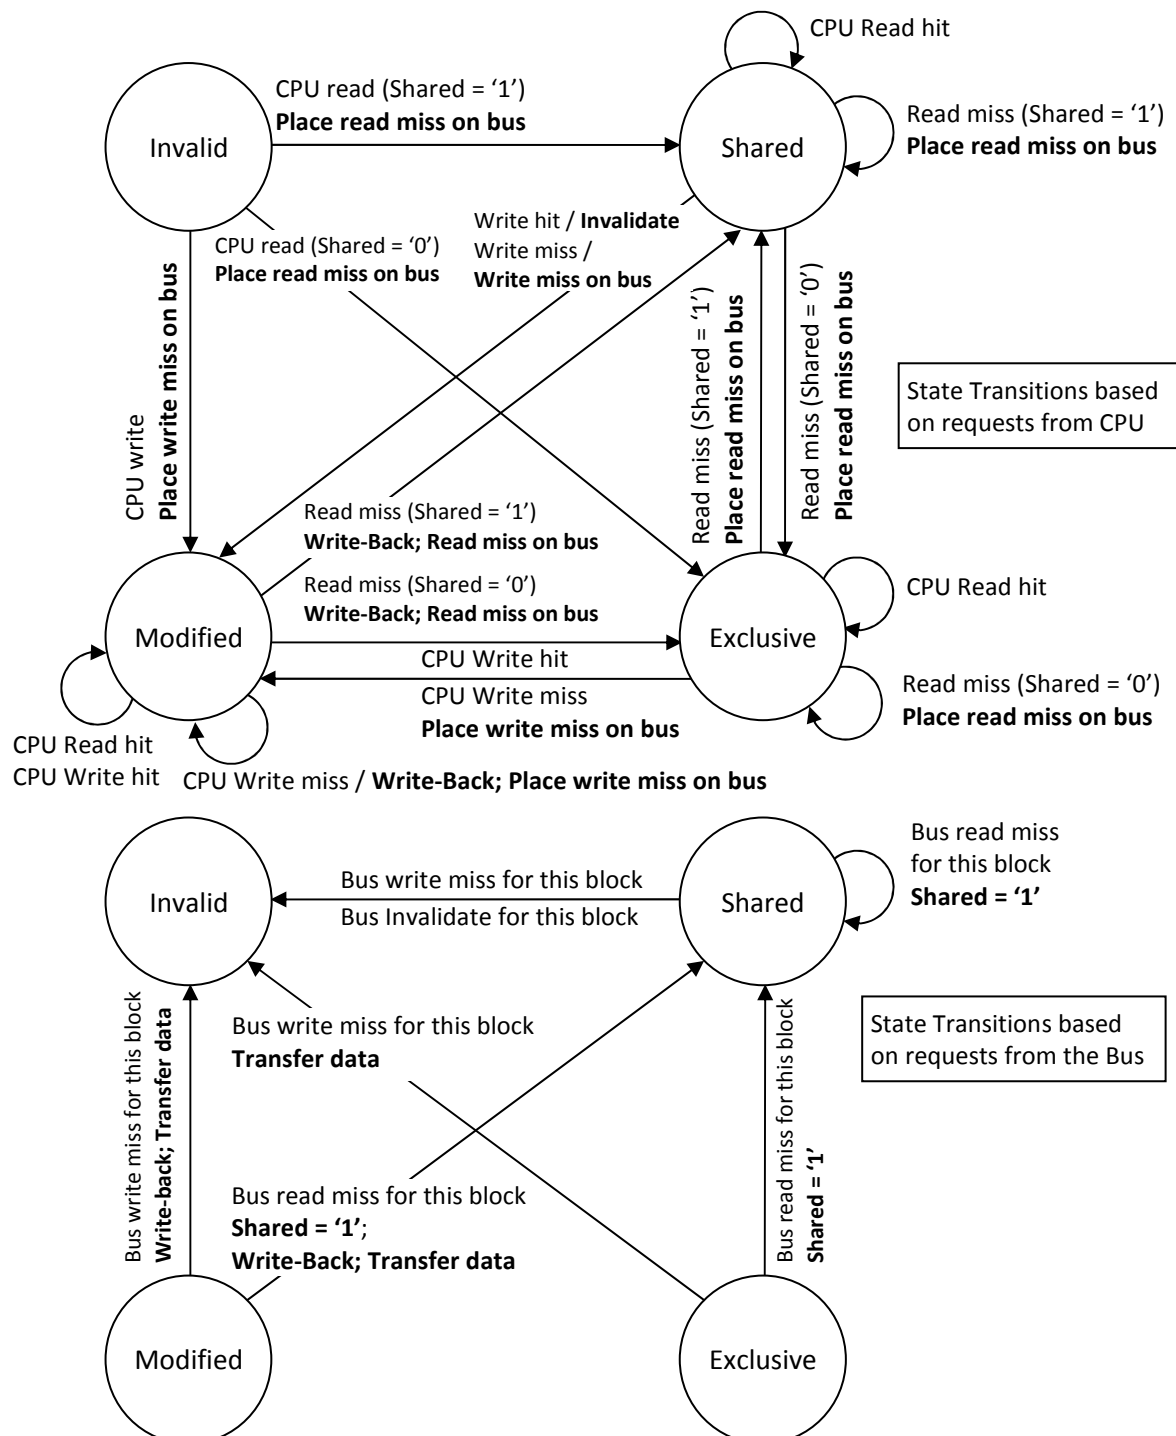 CPU Read hit
CPU read (Shared = ‘1’)
Place read miss on bus
Invalid
Shared
Read miss (Shared = ‘1’)
Place read miss on bus
Write hit / Invalidate
Write miss /
Write miss on bus
CPU read (Shared = ‘0’)
Place read miss on bus
CPU write
Place write miss on bus
Read miss (Shared = ‘1’)
Place read miss on bus
Read miss (Shared = ‘0’)
Place read miss on bus
State Transitions based
on requests from CPU
Read miss (Shared = ‘1’)
Write-Back; Read miss on bus
Read miss (Shared = ‘0’)
Write-Back; Read miss on bus
CPU Read hit
Modified
Exclusive
CPU Write hit
CPU Write miss
Place write miss on bus
Read miss (Shared = ‘0’)
Place read miss on bus
CPU Read hit
CPU Write hit
CPU Write miss / Write-Back; Place write miss on bus
Bus read miss
for this block
Shared = ‘1’
Invalid
Bus write miss for this block
Bus Invalidate for this block
Shared
Bus write miss for this block
Write-back; Transfer data
Bus write miss for this block
Transfer data
Bus read miss for this block
Shared = ‘1’
State Transitions based
on requests from the Bus
Bus read miss for this block
Shared = ‘1’;
Write-Back; Transfer data
Modified
Exclusive